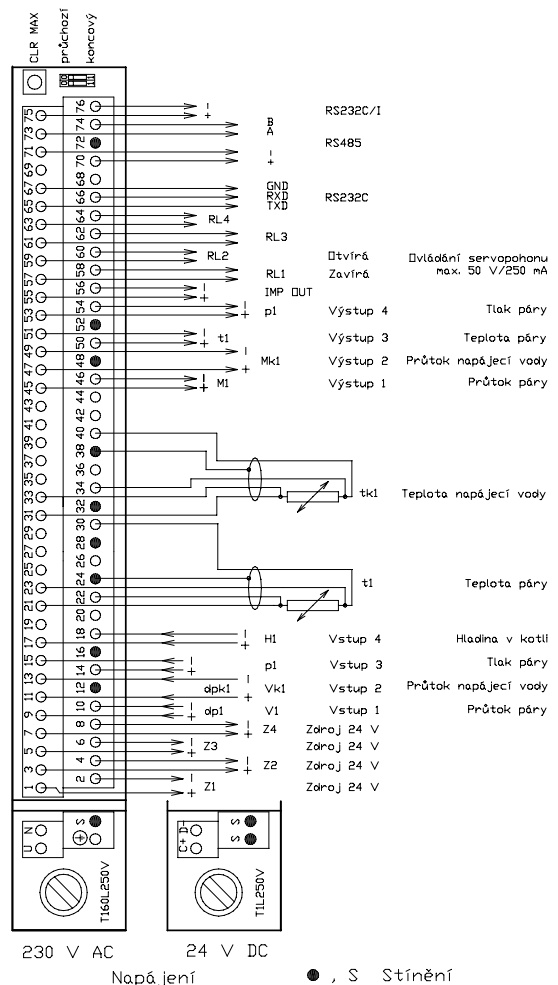 CLR MAX
průchozí
koncový
75 76 - + RS232C/I
73 74 B A
71 72 RS485
69 70 - +
67 68 GND
65 66 RXD RS232C
TXD
63 64 RL4
61 62 RL3
59 60 RL2 Otvírá Ovládání servopohonu
57 58 RL1 Zavírá max. 50 V/250 mA
55 56 - + IMP OUT
53 54 - + p1 Výstup 4 Tlak páry
51 52
49 50 - + t1 Výstup 3 Teplota páry
47 48 - + Mk1 Výstup 2 Průtok napájecí vody
45 46 - + M1 Výstup 1 Průtok páry
43 44
41 42
39 40
37 38
35 36
33 34 tk1 Teplota napájecí vody
31 32
29 30
27 28
25 26
23 24 t1 Teplota páry
21 22
19 20
17 18 - + H1 Vstup 4 Hladina v kotli
15 16 - + p1 Vstup 3 Tlak páry
13 14
11 12 - + dpk1 Vk1 Vstup 2 Průtok napájecí vody
9 10 - + dp1 V1 Vstup 1 Průtok páry
7 8 - + Z4 Zdroj 24 V
5 6 - + Z3 Zdroj 24 V
3 4 - + Z2 Zdroj 24 V
1 2 - + Z1 Zdroj 24 V
U N S
C+ D- S S
T160L250V
T1L250V
230 V AC
24 V DC
Napájení
, S Stínění